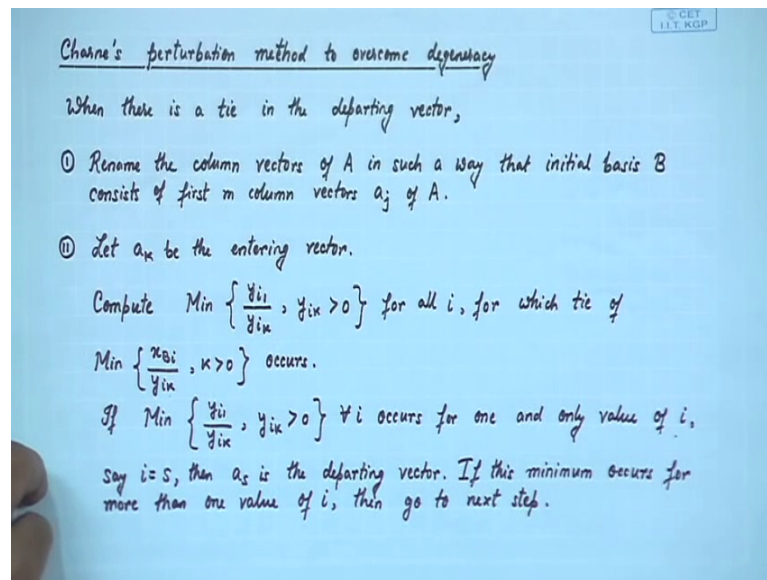 © CET
I.I.T. KGP
Charne's perturbation method to overcome degeneracy
When there is a tie in the departing vector,
(I) Rename the column vectors of A in such a way that initial basis B
consists of first m column vectors aj of A.
(II) Let aK be the entering vector.
Compute Min { yi1/yiK , yiK >0 } for all i, for which tie of
Min { xBi/yiK , K>0 } occurs.
If Min { yi1/yiK , yiK >0 } ∀ i occurs for one and only value of i,
say i=s, then as is the departing vector. If this minimum occurs for
more than one value of i, then go to next step.